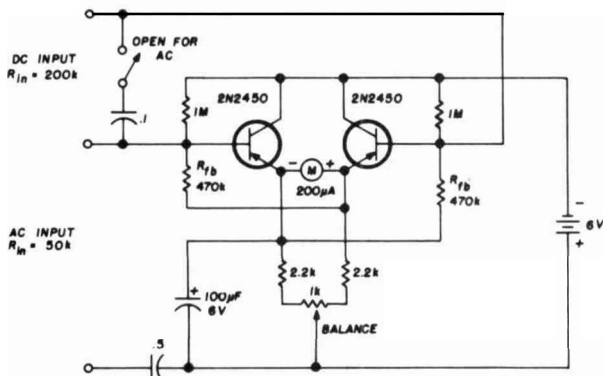 OPEN FOR
AC
DC INPUT
Rin = 200k
.1
1M
2N2450
2N2450
1M
- M +
200µA
Rfb
470k
Rfb
470k
-
6V
+
AC INPUT
Rin = 50k
+
100µF
6V
2.2k
2.2k
1k
BALANCE
.5